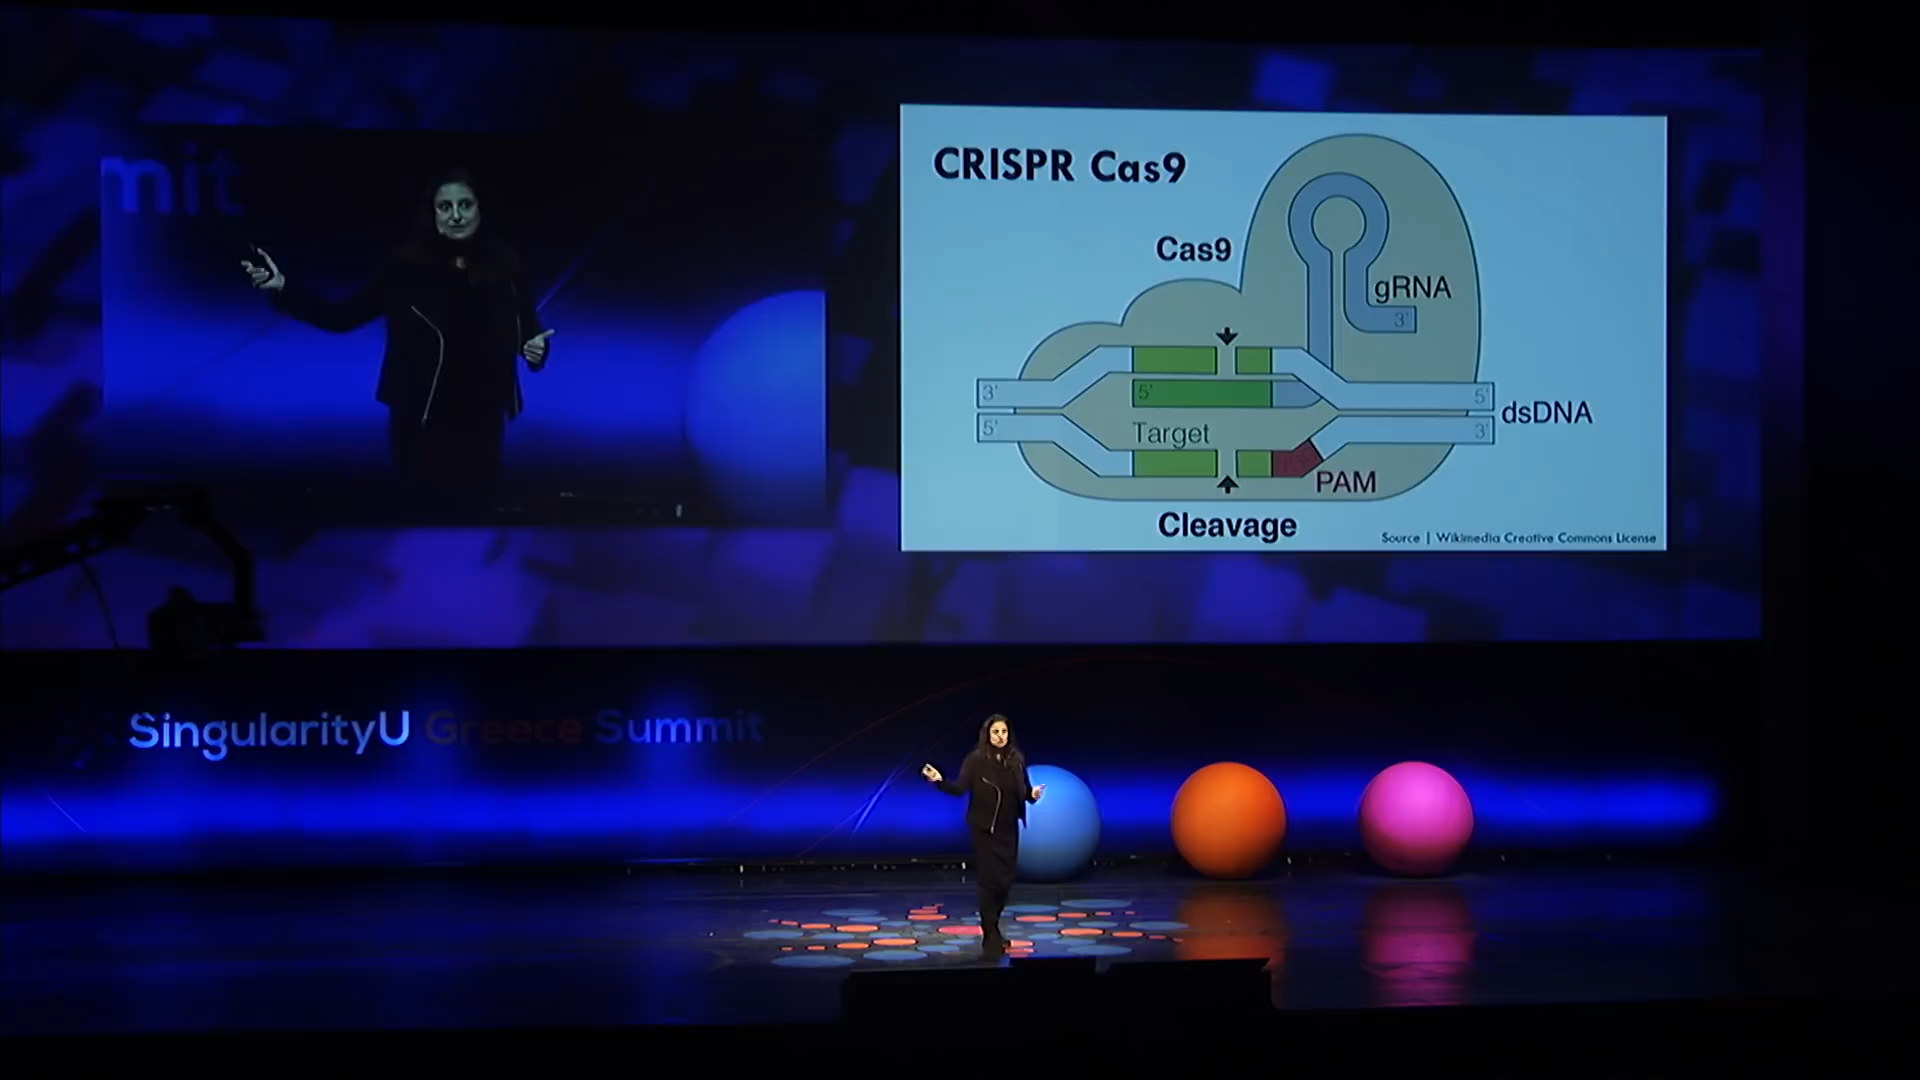 mit
CRISPR Cas9
Cas9
gRNA
3'
3'
5'
5'
dsDNA
5'
Target
3'
PAM
Cleavage
Source | Wikimedia Creative Commons License
SingularityU Greece Summit